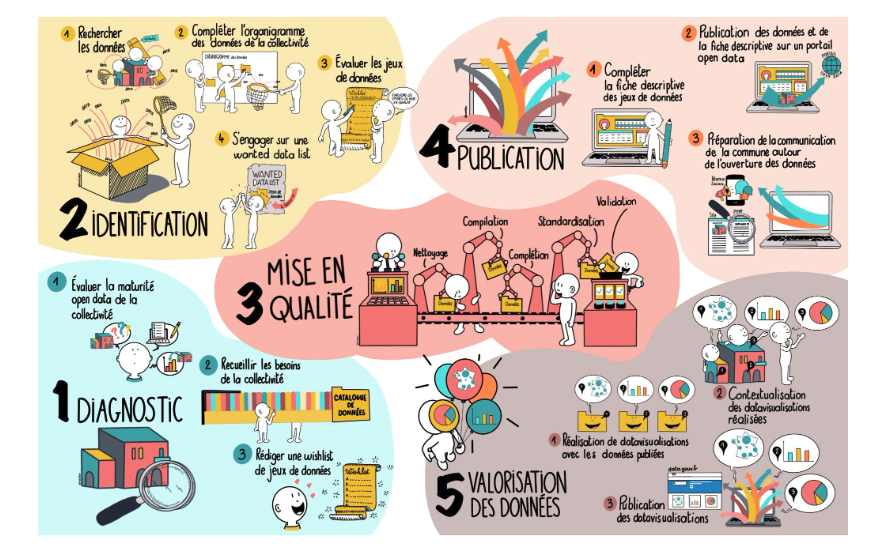 1 Rechercher
les données
2 Compléter l'organigramme
des données de la collectivité
ORGANIGRAMME des données
3 Évaluer les jeux
de données
Wishlist
4 S'engager sur une
wanted data list
WANTED
DATA LIST
2 IDENTIFICATION
4 PUBLICATION
1 Compléter
la fiche descriptive
des jeux de données
2 Publication des données et de
la fiche descriptive sur un portail
open data
3 Préparation de la communication
de la commune autour
de l'ouverture des données
3 MISE EN
QUALITÉ
Nettoyage
Compilation
Complétion
Standardisation
Validation
Données
Données
Données
Données
1 Évaluer la maturité
open data de la
collectivité
1 DIAGNOSTIC
2 Recueillir les besoins
de la collectivité
CATALOGUE
DE
DONNÉES
3 Rédiger une wishlist
de jeux de données
Wishlist
5 VALORISATION
DES DONNÉES
1 Réalisation de datavisualisations
avec les données publiées
2 Contextualisation
des datavisualisations
réalisées
data.gouv.fr
3 Publication
des datavisualisations